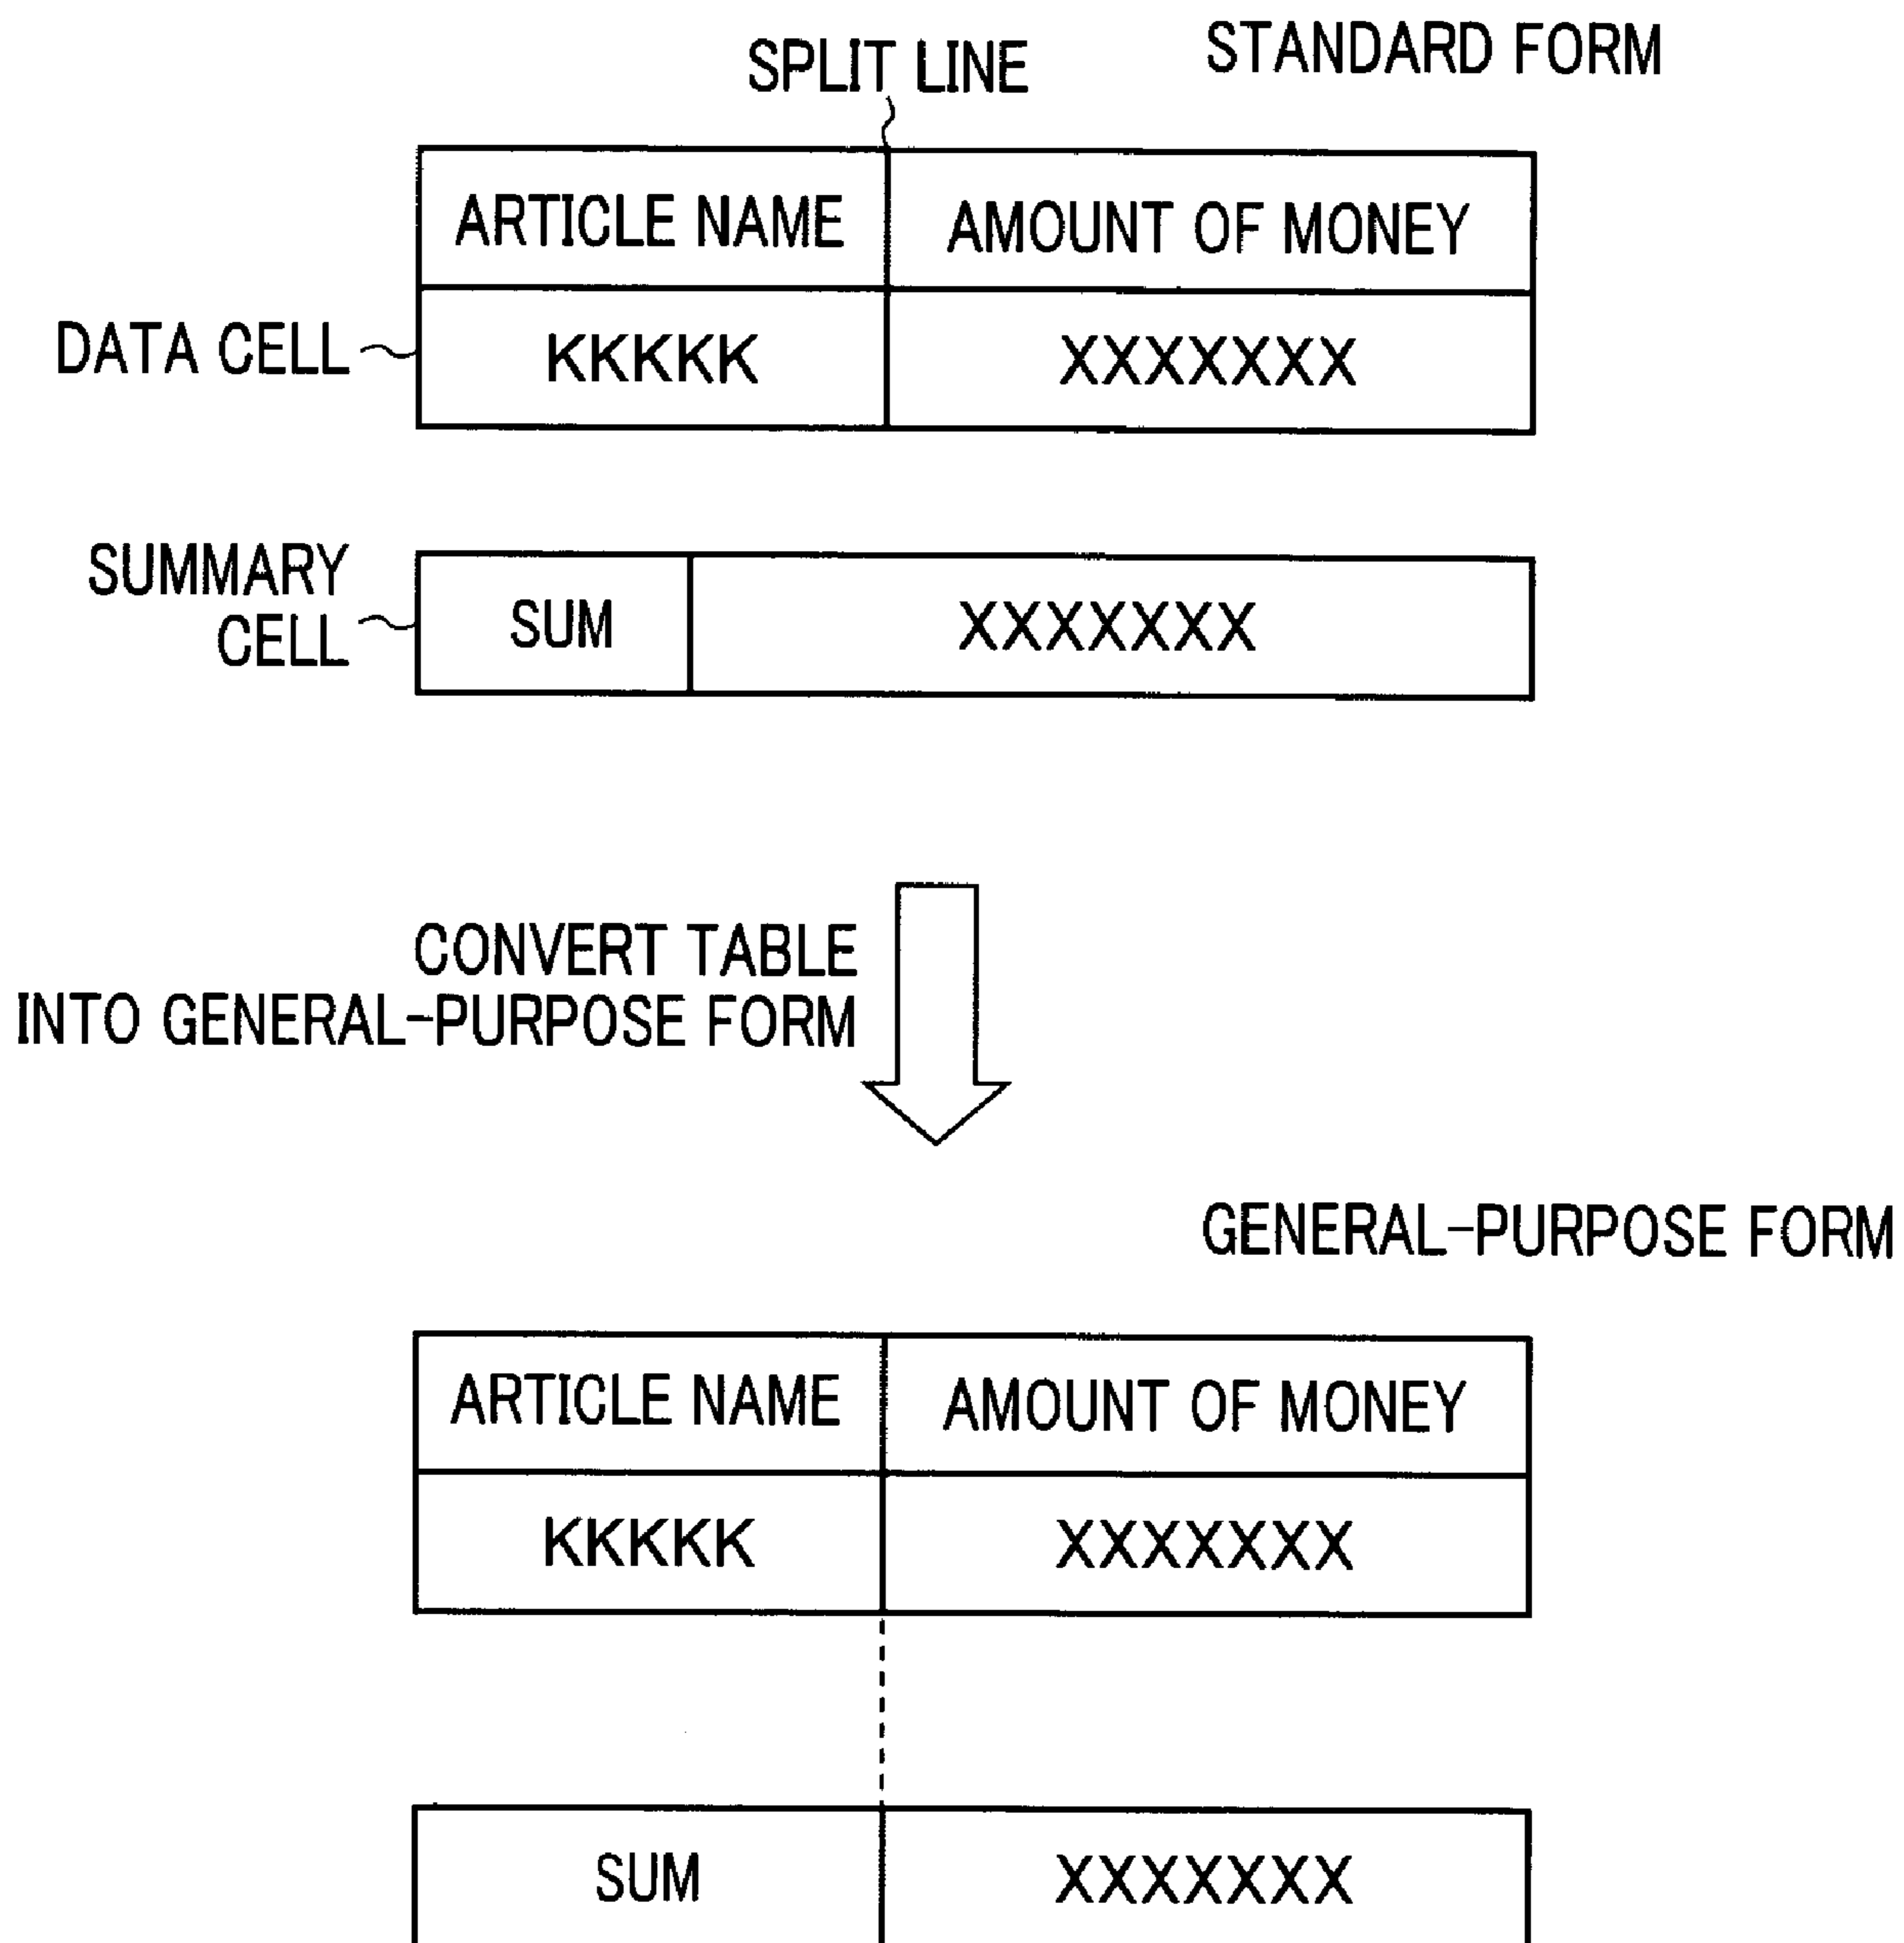 STANDARD FORM
SPLIT LINE
ARTICLE NAME AMOUNT OF MONEY
DATA CELL KKKKK XXXXXXX
SUMMARY
CELL
SUM XXXXXXX
CONVERT TABLE
INTO GENERAL-PURPOSE FORM
GENERAL-PURPOSE FORM
ARTICLE NAME AMOUNT OF MONEY
KKKKK XXXXXXX
SUM XXXXXXX